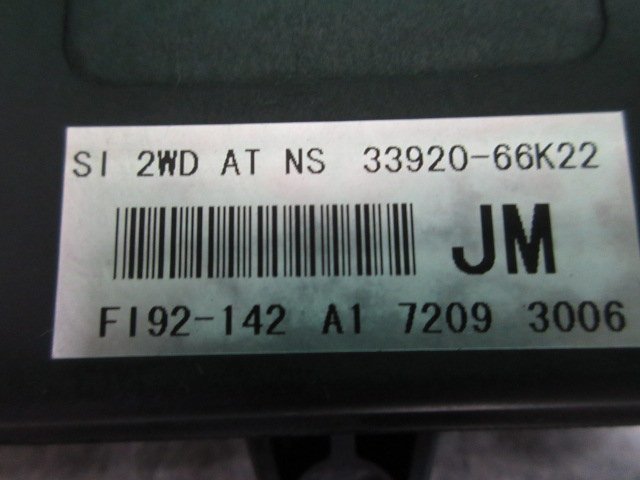 SI 2WD AT NS 33920-66K22
JM
FI92-142 A1 7209 3006